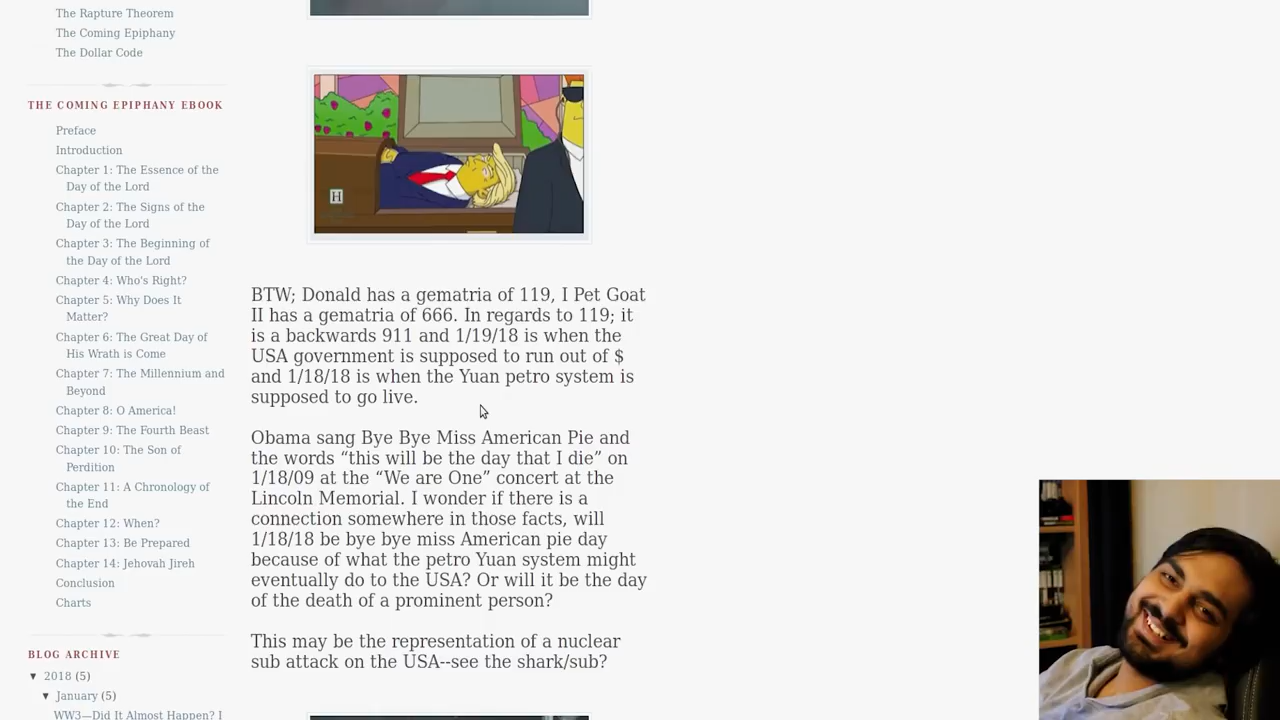 The Rapture Theorem
The Coming Epiphany
The Dollar Code
THE COMING EPIPHANY EBOOK
Preface
Introduction
Chapter 1: The Essence of the
Day of the Lord
Chapter 2: The Signs of the
Day of the Lord
Chapter 3: The Beginning of
the Day of the Lord
Chapter 4: Who's Right?
Chapter 5: Why Does It
Matter?
Chapter 6: The Great Day of
His Wrath is Come
Chapter 7: The Millennium and
Beyond
Chapter 8: O America!
Chapter 9: The Fourth Beast
Chapter 10: The Son of
Perdition
Chapter 11: A Chronology of
the End
Chapter 12: When?
Chapter 13: Be Prepared
Chapter 14: Jehovah Jireh
Conclusion
Charts
BLOG ARCHIVE
▼ 2018 (5)
▼ January (5)
WW3—Did It Almost Happen? I
H
BTW; Donald has a gematria of 119, I Pet Goat
II has a gematria of 666. In regards to 119; it
is a backwards 911 and 1/19/18 is when the
USA government is supposed to run out of $
and 1/18/18 is when the Yuan petro system is
supposed to go live.
Obama sang Bye Bye Miss American Pie and
the words “this will be the day that I die” on
1/18/09 at the “We are One” concert at the
Lincoln Memorial. I wonder if there is a
connection somewhere in those facts, will
1/18/18 be bye bye miss American pie day
because of what the petro Yuan system might
eventually do to the USA? Or will it be the day
of the death of a prominent person?
This may be the representation of a nuclear
sub attack on the USA--see the shark/sub?